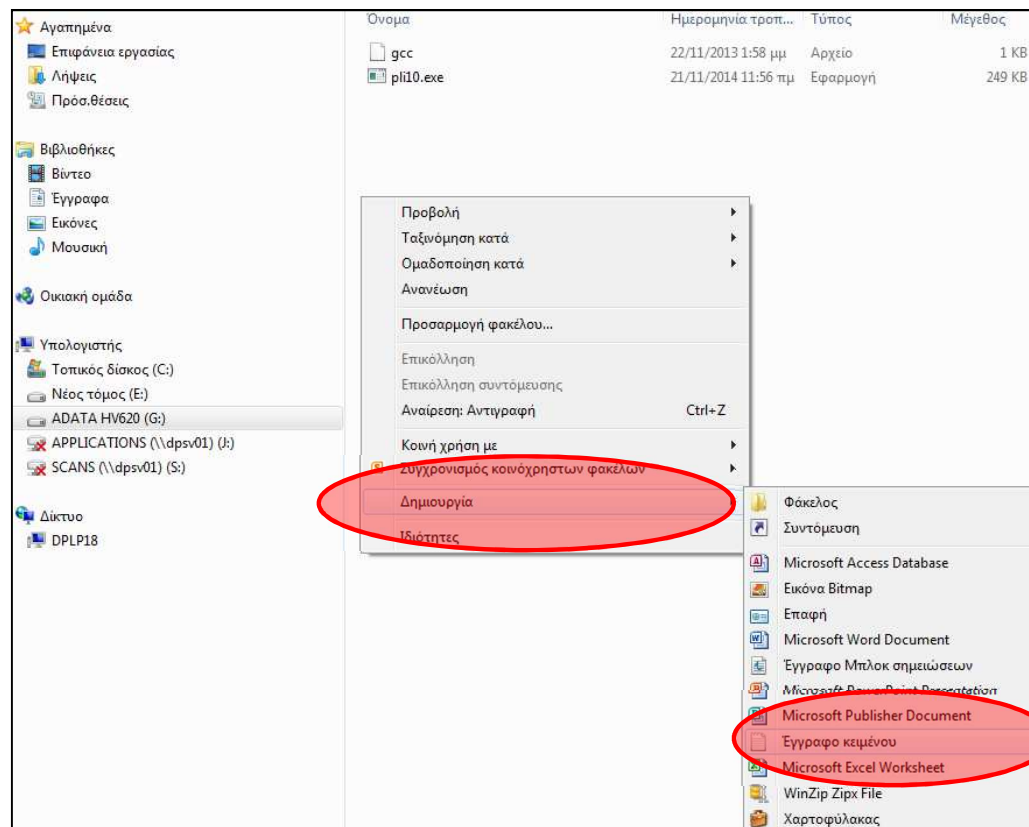 Αγαπημένα
Επιφάνεια εργασίας
Λήψεις
Πρόσ.θέσεις
Βιβλιοθήκες
Βίντεο
Έγγραφα
Εικόνες
Μουσική
Οικιακή ομάδα
Υπολογιστής
Τοπικός δίσκος (C:)
Νέος τόμος (E:)
ADATA HV620 (G:)
APPLICATIONS (\\dpsv01) (J:)
SCANS (\\dpsv01) (S:)
Δίκτυο
DPLP18
Όνομα Ημερομηνία τροπ... Τύπος Μέγεθος
gcc 22/11/2013 1:58 μμ Αρχείο 1 KB
pli10.exe 21/11/2014 11:56 πμ Εφαρμογή 249 KB
Προβολή
Ταξινόμηση κατά
Ομαδοποίηση κατά
Ανανέωση
Προσαρμογή φακέλου...
Επικόλληση
Επικόλληση συντόμευσης
Αναίρεση: Αντιγραφή Ctrl+Z
Κοινή χρήση με
Συγχρονισμός κοινόχρηστων φακέλων
Δημιουργία
Ιδιότητες
Φάκελος
Συντόμευση
Microsoft Access Database
Εικόνα Bitmap
Επαφή
Microsoft Word Document
Έγγραφο Μπλοκ σημειώσεων
Microsoft PowerPoint Presentation
Microsoft Publisher Document
Έγγραφο κειμένου
Microsoft Excel Worksheet
WinZip Zipx File
Χαρτοφύλακας